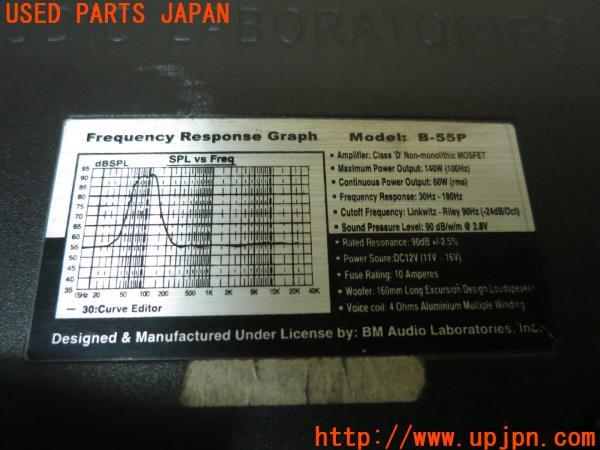 USED PARTS JAPAN
LABORATORIES
Frequency Response Graph
Model: B-55P
SPL vs Freq
dBSPL
95
90
85
80
75
70
65
60
55
50
45
40
35
15Hz 20 50 100 200 500 1K 2K 5K 10K 20K 40K
— 30:Curve Editor
▪ Amplifier: Class 'D' Non-monolithic MOSFET
▪ Maximum Power Output: 140W (100Hz)
▪ Continuous Power Output: 60W (rms)
▪ Frequency Response: 30Hz - 180Hz
▪ Cutoff Frequency: Linkwitz - Riley 90Hz (-24dB/Oct)
▪ Sound Pressure Level: 90 dB/w/m @ 2.8V
▪ Rated Resonance: 90dB +/-2.5%
▪ Power Soure:DC12V (11V - 16V)
▪ Fuse Rating: 10 Amperes
▪ Woofer: 160mm Long Excursion Design Loudspeaker
▪ Voice coil: 4 Ohms Aluminium Multiple Winding
Designed & Manufactured Under License by: BM Audio Laboratories, Inc.
UPJ
http://www.upjpn.com/